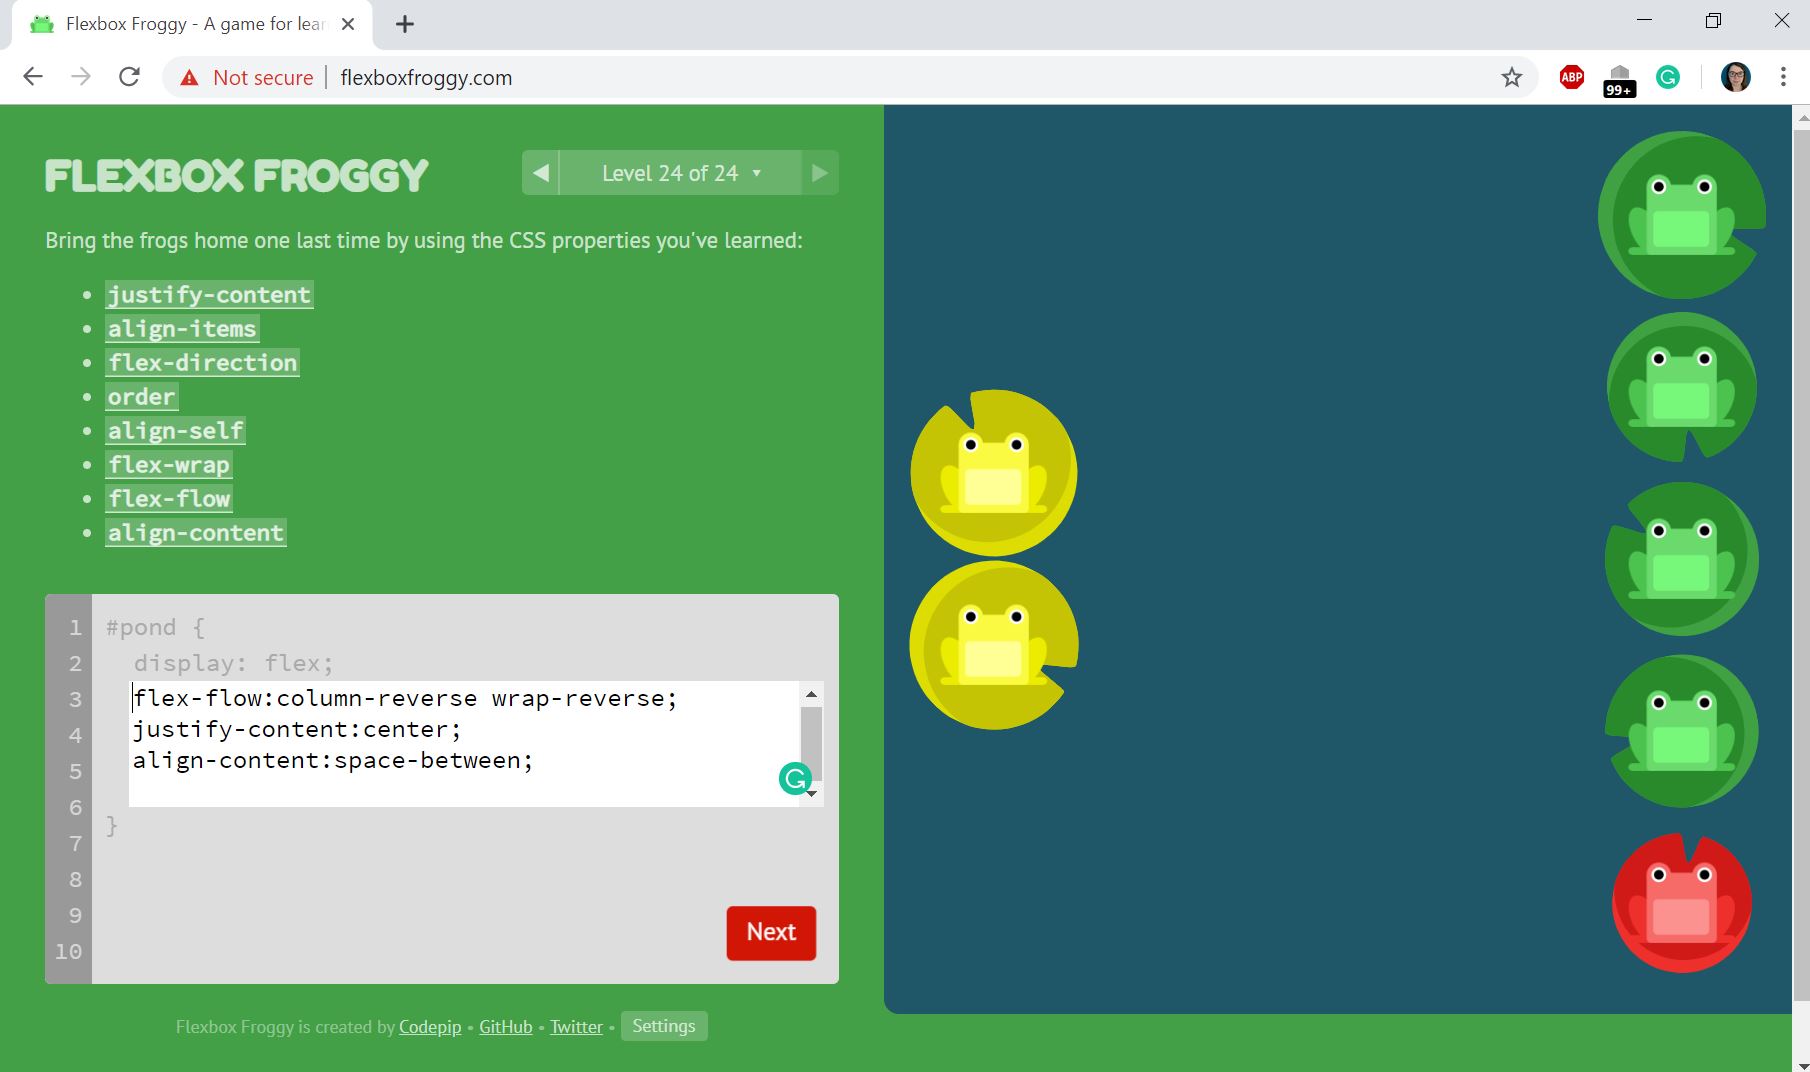 Flexbox Froggy - A game for lear
Not secure
flexboxfroggy.com
ABP
99+
FLEXBOX FROGGY
Level 24 of 24
Bring the frogs home one last time by using the CSS properties you've learned:
justify-content
align-items
flex-direction
order
align-self
flex-wrap
flex-flow
align-content
1 #pond {
2 display: flex;
3 flex-flow:column-reverse wrap-reverse;
4 justify-content:center;
5 align-content:space-between;
6
}
7
8
9
10
Next
Flexbox Froggy is created by Codepip • GitHub • Twitter • Settings